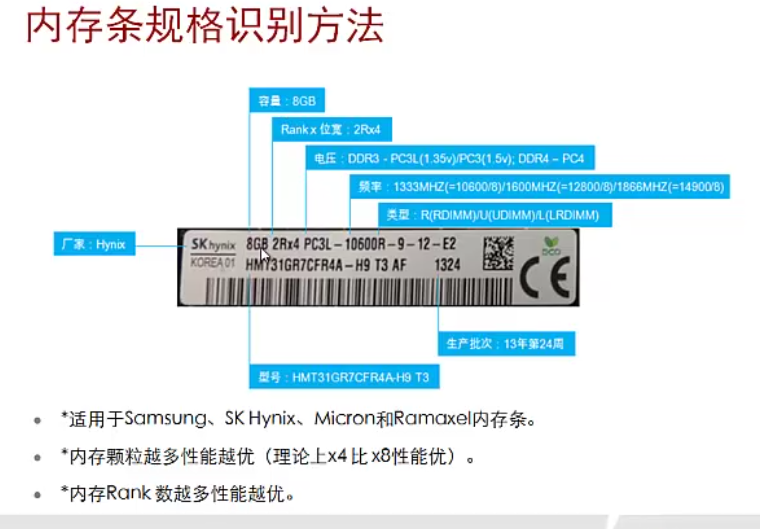 内存条规格识别方法
容量：8GB
Rank x 位宽：2Rx4
电压：DDR3 - PC3L(1.35v)/PC3(1.5v); DDR4 – PC4
频率：1333MHZ(=10600/8)/1600MHZ(=12800/8)/1866MHZ(=14900/8)
类型：R(RDIMM)/U(UDIMM)/L(LRDIMM)
厂家：Hynix
SK hynix 8GB 2Rx4 PC3L-10600R-9-12-E2
KOREA 01 HMT31GR7CFR4A-H9 T3 AF 1324
CE
生产批次：13年第24周
型号：HMT31GR7CFR4A-H9 T3
• *适用于Samsung、SK Hynix、Micron和Ramaxel内存条。
• *内存颗粒越多性能越优（理论上x4 比 x8性能优）。
• *内存Rank 数越多性能越优。